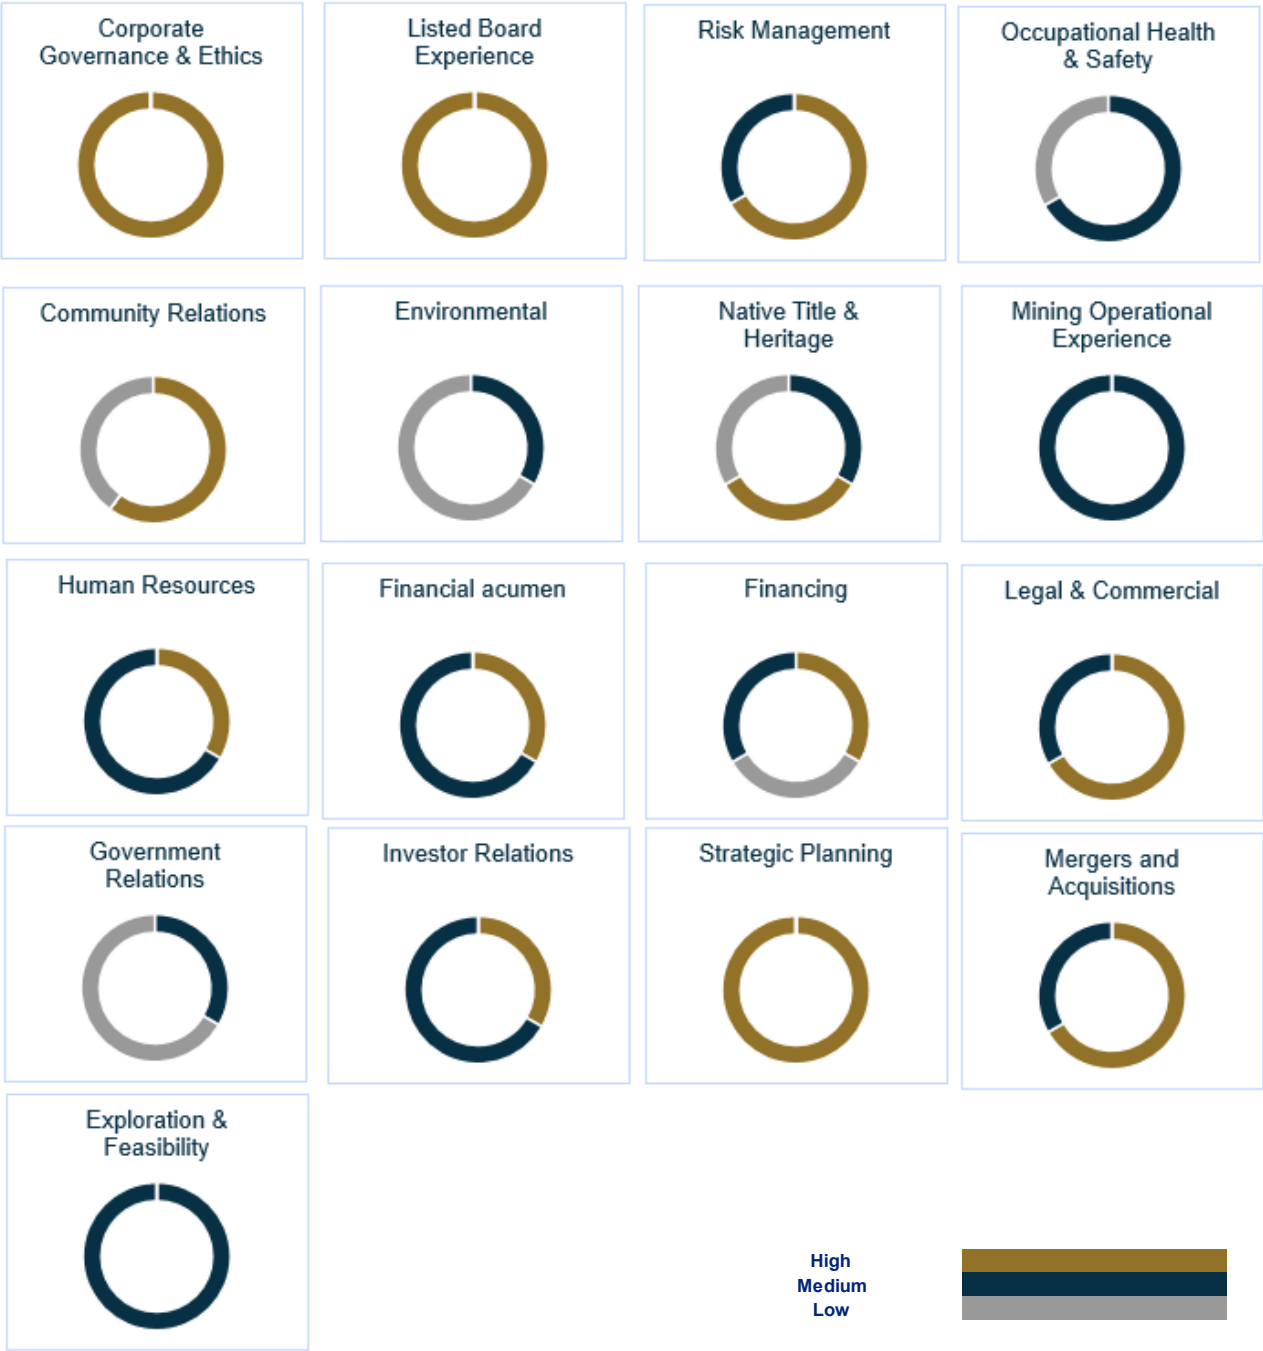 Corporate
Governance & Ethics
Listed Board
Experience
Risk Management
Occupational Health
& Safety
Community Relations
Environmental
Native Title &
Heritage
Mining Operational
Experience
Human Resources
Financial acumen
Financing
Legal & Commercial
Government
Relations
Investor Relations
Strategic Planning
Mergers and
Acquisitions
Exploration &
Feasibility
High
Medium
Low